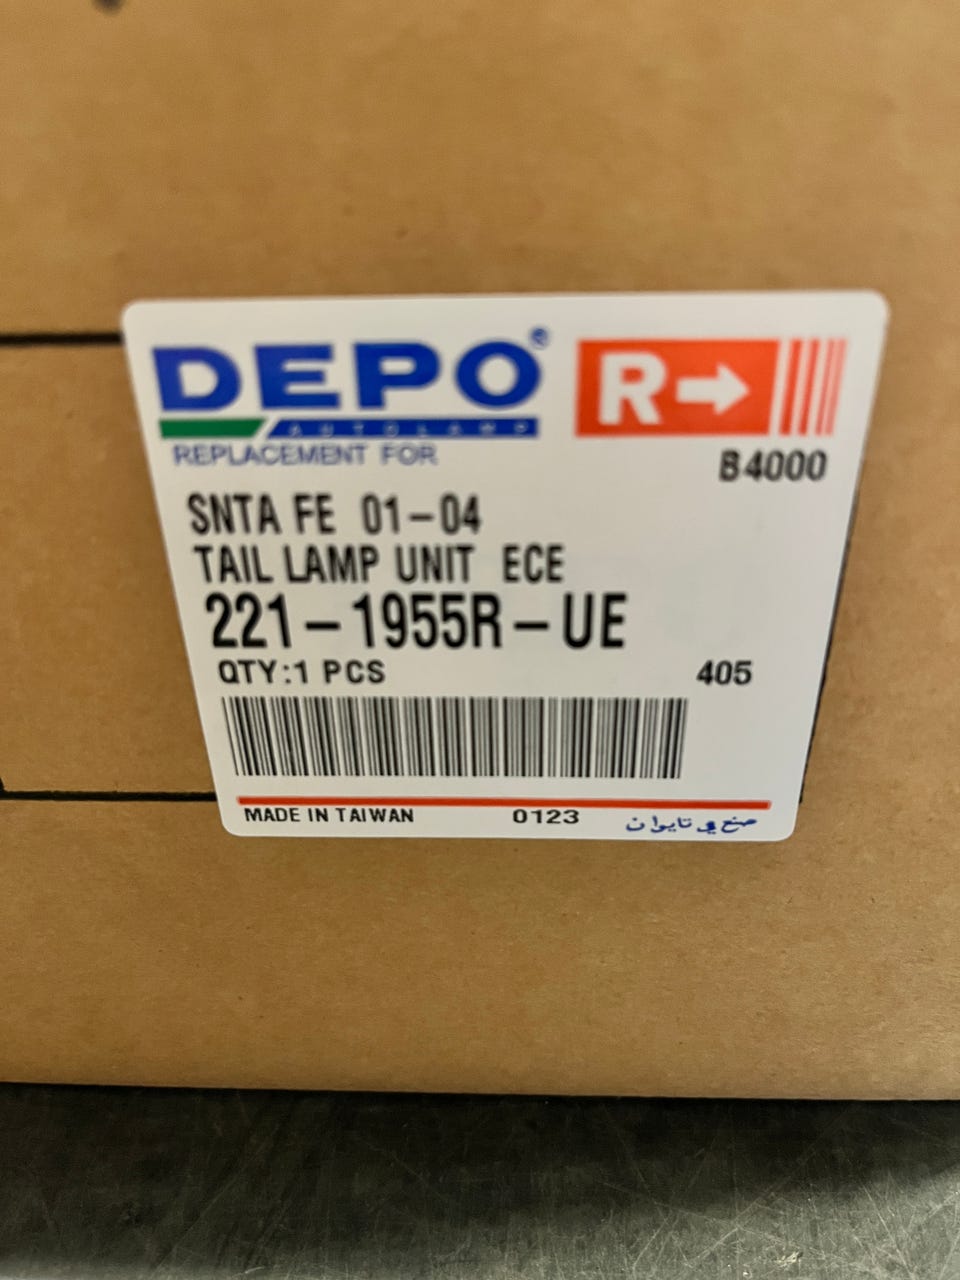 DEPO®
AUTOLAMP
REPLACEMENT FOR
R→
B4000
SNTA FE 01-04
TAIL LAMP UNIT ECE
221-1955R-UE
QTY:1 PCS 405
MADE IN TAIWAN 0123 صنع في تايوان